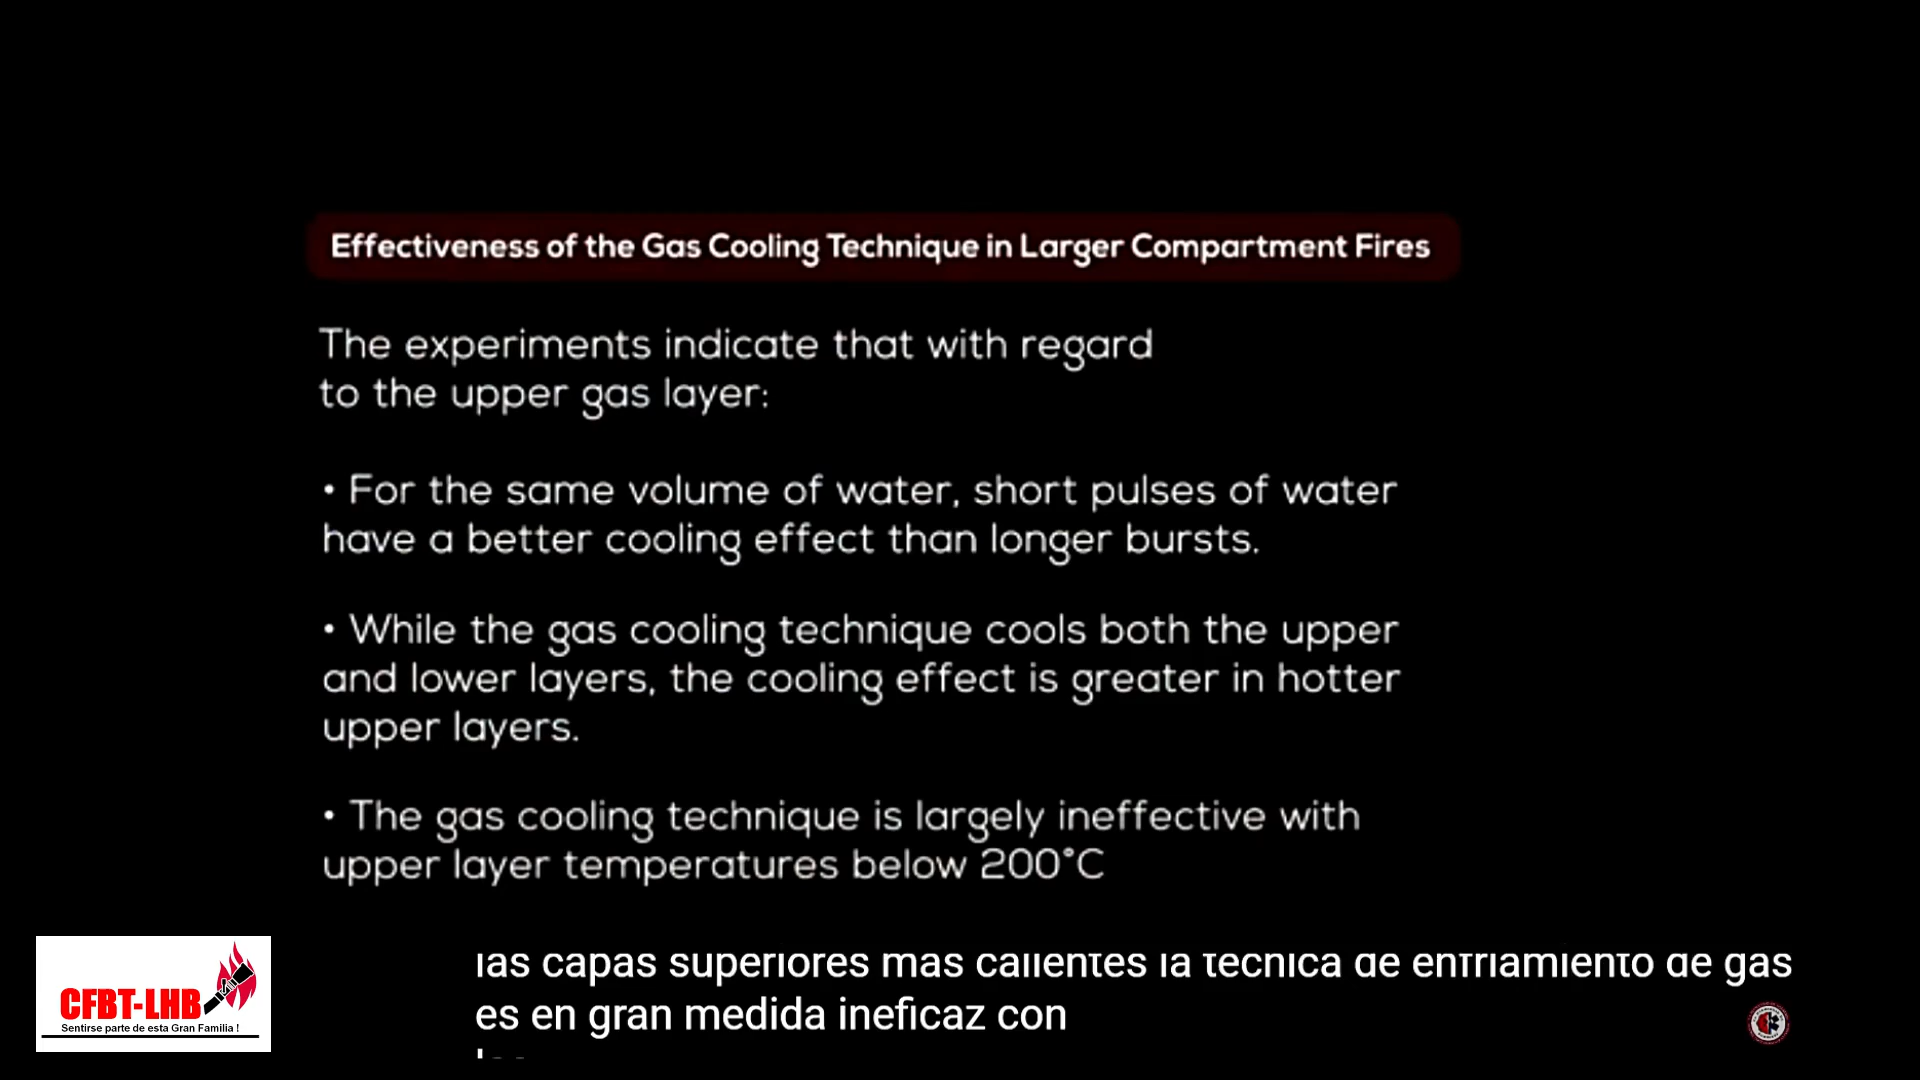 Effectiveness of the Gas Cooling Technique in Larger Compartment Fires
The experiments indicate that with regard
to the upper gas layer:
• For the same volume of water, short pulses of water
have a better cooling effect than longer bursts.
• While the gas cooling technique cools both the upper
and lower layers, the cooling effect is greater in hotter
upper layers.
• The gas cooling technique is largely ineffective with
upper layer temperatures below 200°C
las capas superiores más calientes la técnica de enfriamiento de gas
es en gran medida ineficaz con
CFBT-LHB
Sentirse parte de esta Gran Familia !